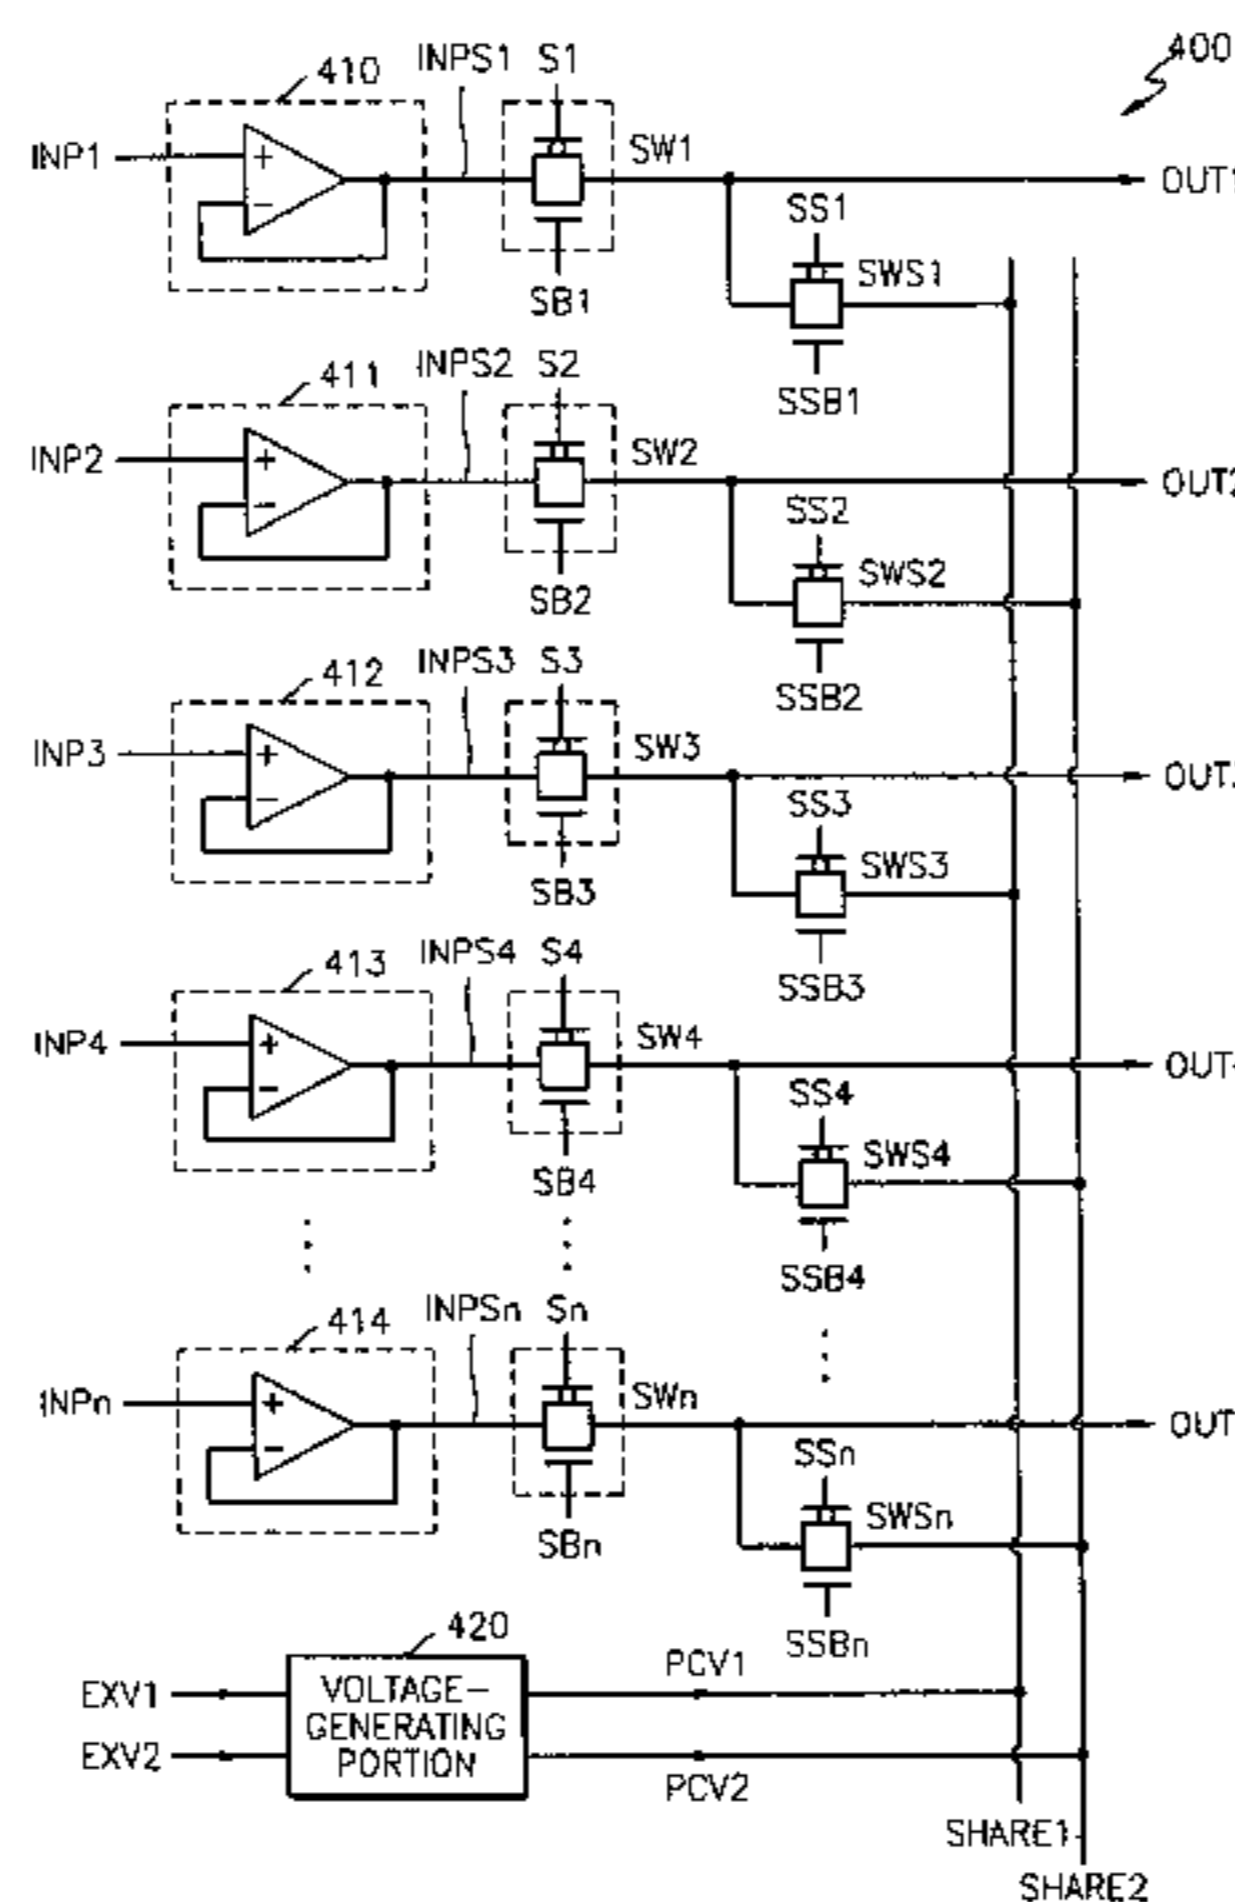 400
410
INPS1
S1
INP1
+
−
SW1
OUT1
SB1
SS1
SWS1
SSB1
411
INPS2
S2
INP2
+
−
SW2
OUT2
SB2
SS2
SWS2
SSB2
412
INPS3
S3
INP3
+
−
SW3
OUT3
SB3
SS3
SWS3
SSB3
413
INPS4
S4
INP4
+
−
SW4
OUT4
SB4
SS4
SWS4
SSB4
414
INPSn
Sn
INPn
+
−
SWn
OUT
SBn
SSn
SWSn
SSBn
420
EXV1
EXV2
VOLTAGE−
GENERATING
PORTION
PCV1
PCV2
SHARE1
SHARE2